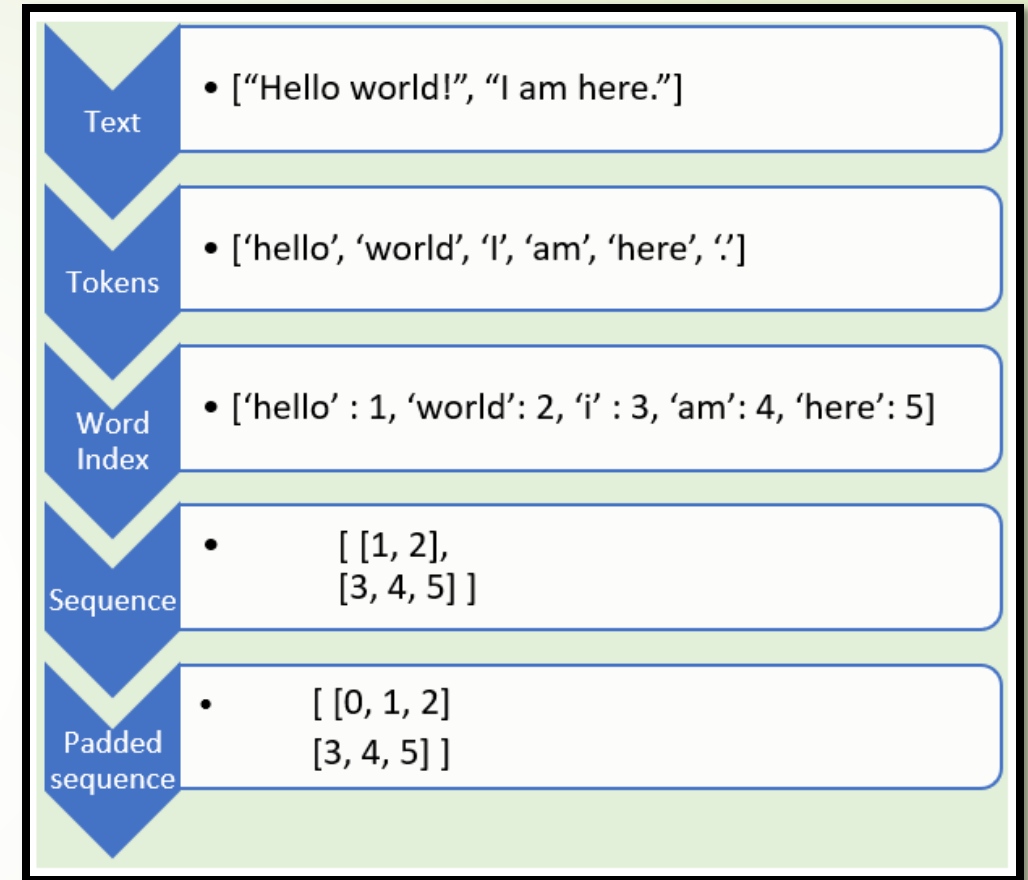 Text
• [“Hello world!”, “I am here.”]
Tokens
• [‘hello’, ‘world’, ‘I’, ‘am’, ‘here’, ‘.’]
Word
Index
• [‘hello’ : 1, ‘world’: 2, ‘i’ : 3, ‘am’: 4, ‘here’: 5]
Sequence
• [ [1, 2],
[3, 4, 5] ]
Padded
sequence
• [ [0, 1, 2]
[3, 4, 5] ]